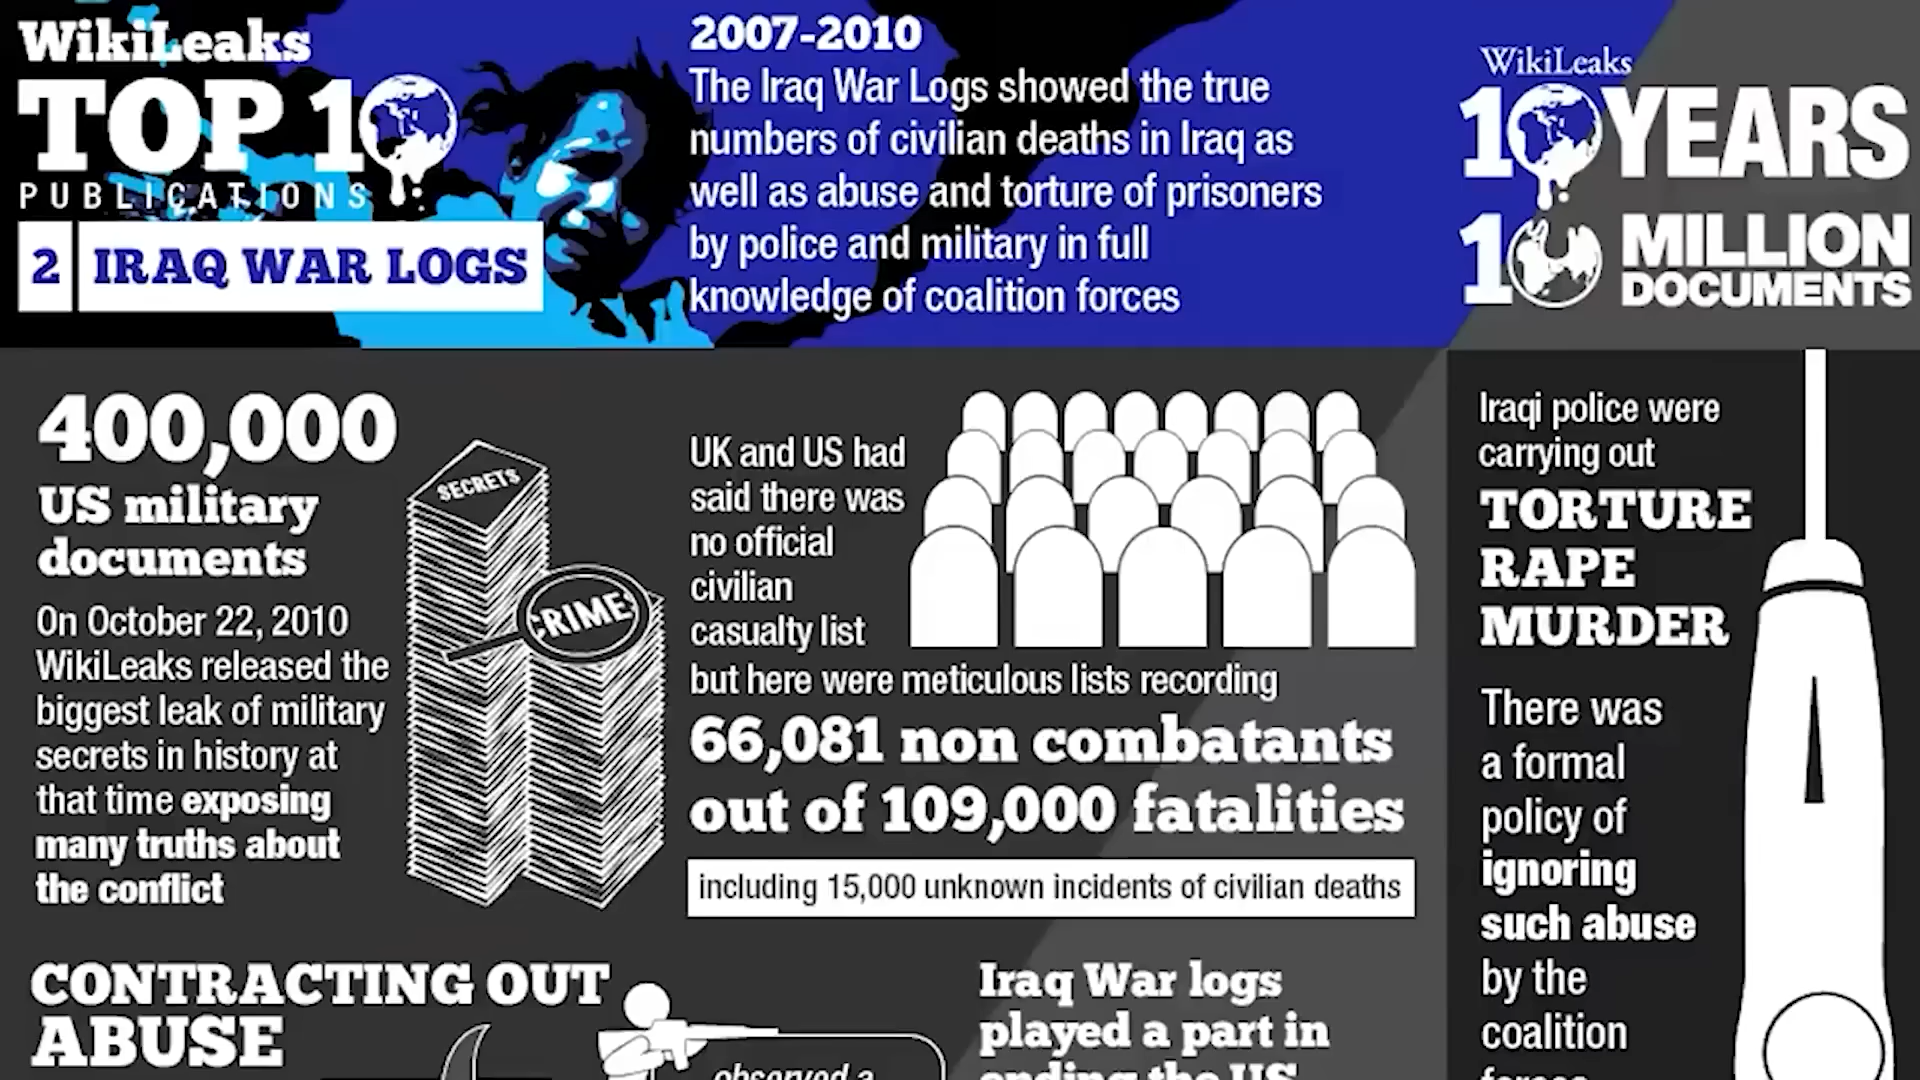 WikiLeaks
TOP 10
PUBLICATIONS
2 IRAQ WAR LOGS
2007-2010
The Iraq War Logs showed the true
numbers of civilian deaths in Iraq as
well as abuse and torture of prisoners
by police and military in full
knowledge of coalition forces
WikiLeaks
10 YEARS
10 MILLION
DOCUMENTS
400,000
US military
documents
On October 22, 2010
WikiLeaks released the
biggest leak of military
secrets in history at
that time exposing
many truths about
the conflict
SECRETS
CRIMES
UK and US had
said there was
no official
civilian
casualty list
but here were meticulous lists recording
66,081 non combatants
out of 109,000 fatalities
including 15,000 unknown incidents of civilian deaths
Iraqi police were
carrying out
TORTURE
RAPE
MURDER
There was
a formal
policy of
ignoring
such abuse
by the
coalition
forces
CONTRACTING OUT
ABUSE
observed a
Iraq War logs
played a part in
ending the US